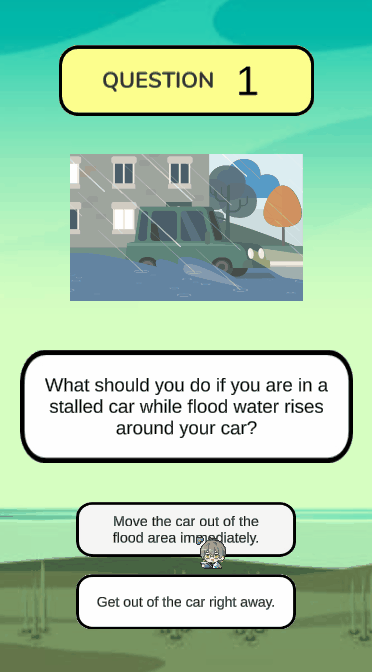 QUESTION 1
What should you do if you are in a
stalled car while flood water rises
around your car?
Move the car out of the
flood area immediately.
Get out of the car right away.